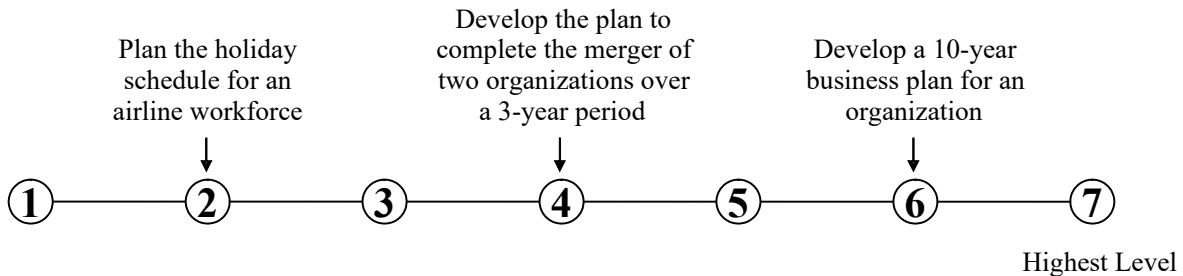 Plan the holiday
schedule for an
airline workforce
Develop the plan to
complete the merger of
two organizations over
a 3-year period
Develop a 10-year
business plan for an
organization
1 2 3 4 5 6 7
Highest Level